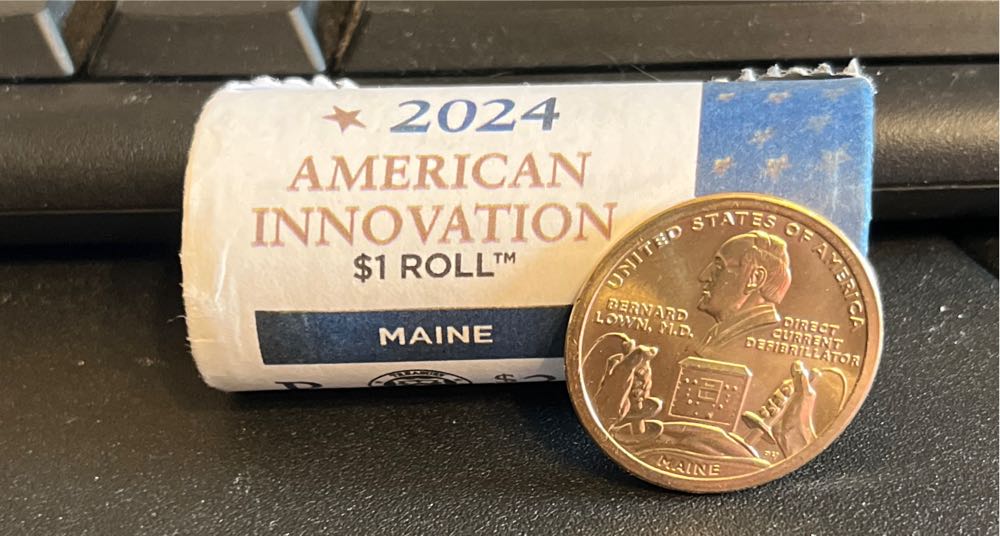 2024
AMERICAN
INNOVATION
$1 ROLL™
MAINE
UNITED STATES OF AMERICA
BERNARD
LOWN, M.D.
DIRECT
CURRENT
DEFIBRILLATOR
MAINE